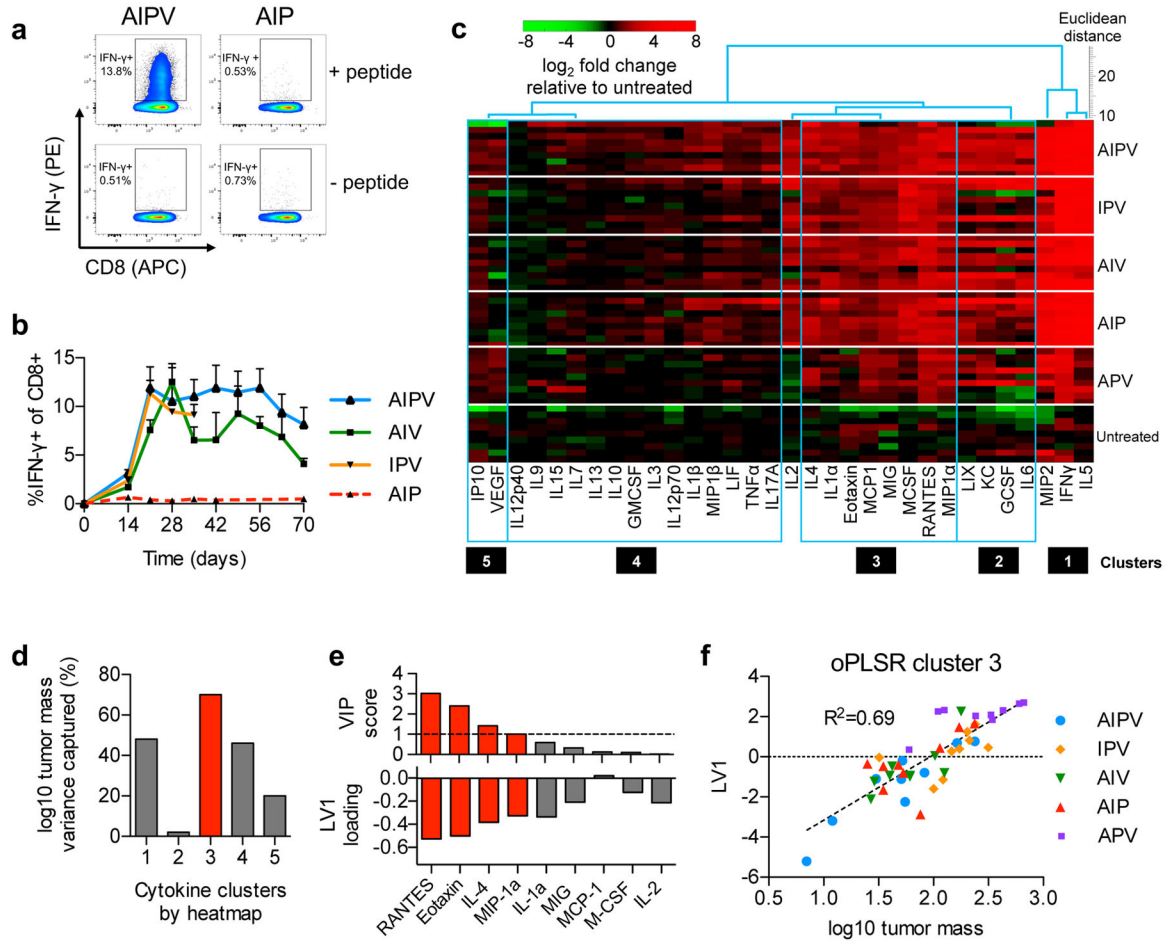 a
AIPV
AIP
IFN-γ +
13.8%
IFN-γ +
0.53%
+ peptide
IFN-γ+
0.51%
IFN-γ+
0.73%
- peptide
IFN-γ (PE)
CD8 (APC)
b
%IFN-γ+ of CD8+
15
10
5
0
0 14 28 42 56 70
Time (days)
AIPV
AIV
IPV
AIP
c
-8 -4 0 4 8
log2 fold change
relative to untreated
Euclidean
distance
20
10
AIPV
IPV
AIV
AIP
APV
Untreated
IP10
VEGF
IL12p40
IL9
IL15
IL7
IL13
IL10
GMCSF
IL3
IL12p70
IL1β
MIP1β
LIF
TNFα
IL17A
IL2
IL4
IL1α
Eotaxin
MCP1
MIG
MCSF
RANTES
MIP1α
LIX
KC
GCSF
IL6
MIP2
IFNγ
IL5
5 4 3 2 1 Clusters
d
log10 tumor mass
variance captured (%)
80
60
40
20
0
1 2 3 4 5
Cytokine clusters
by heatmap
e
VIP
score
4
3
2
1
0
LV1
loading
0.0
-0.2
-0.4
-0.6
RANTES
Eotaxin
IL-4
MIP-1a
IL-1a
MIG
MCP-1
M-CSF
IL-2
f
oPLSR cluster 3
R2=0.69
LV1
4
2
0
-2
-4
-6
0.5 1.0 1.5 2.0 2.5 3.0
log10 tumor mass
AIPV
IPV
AIV
AIP
APV